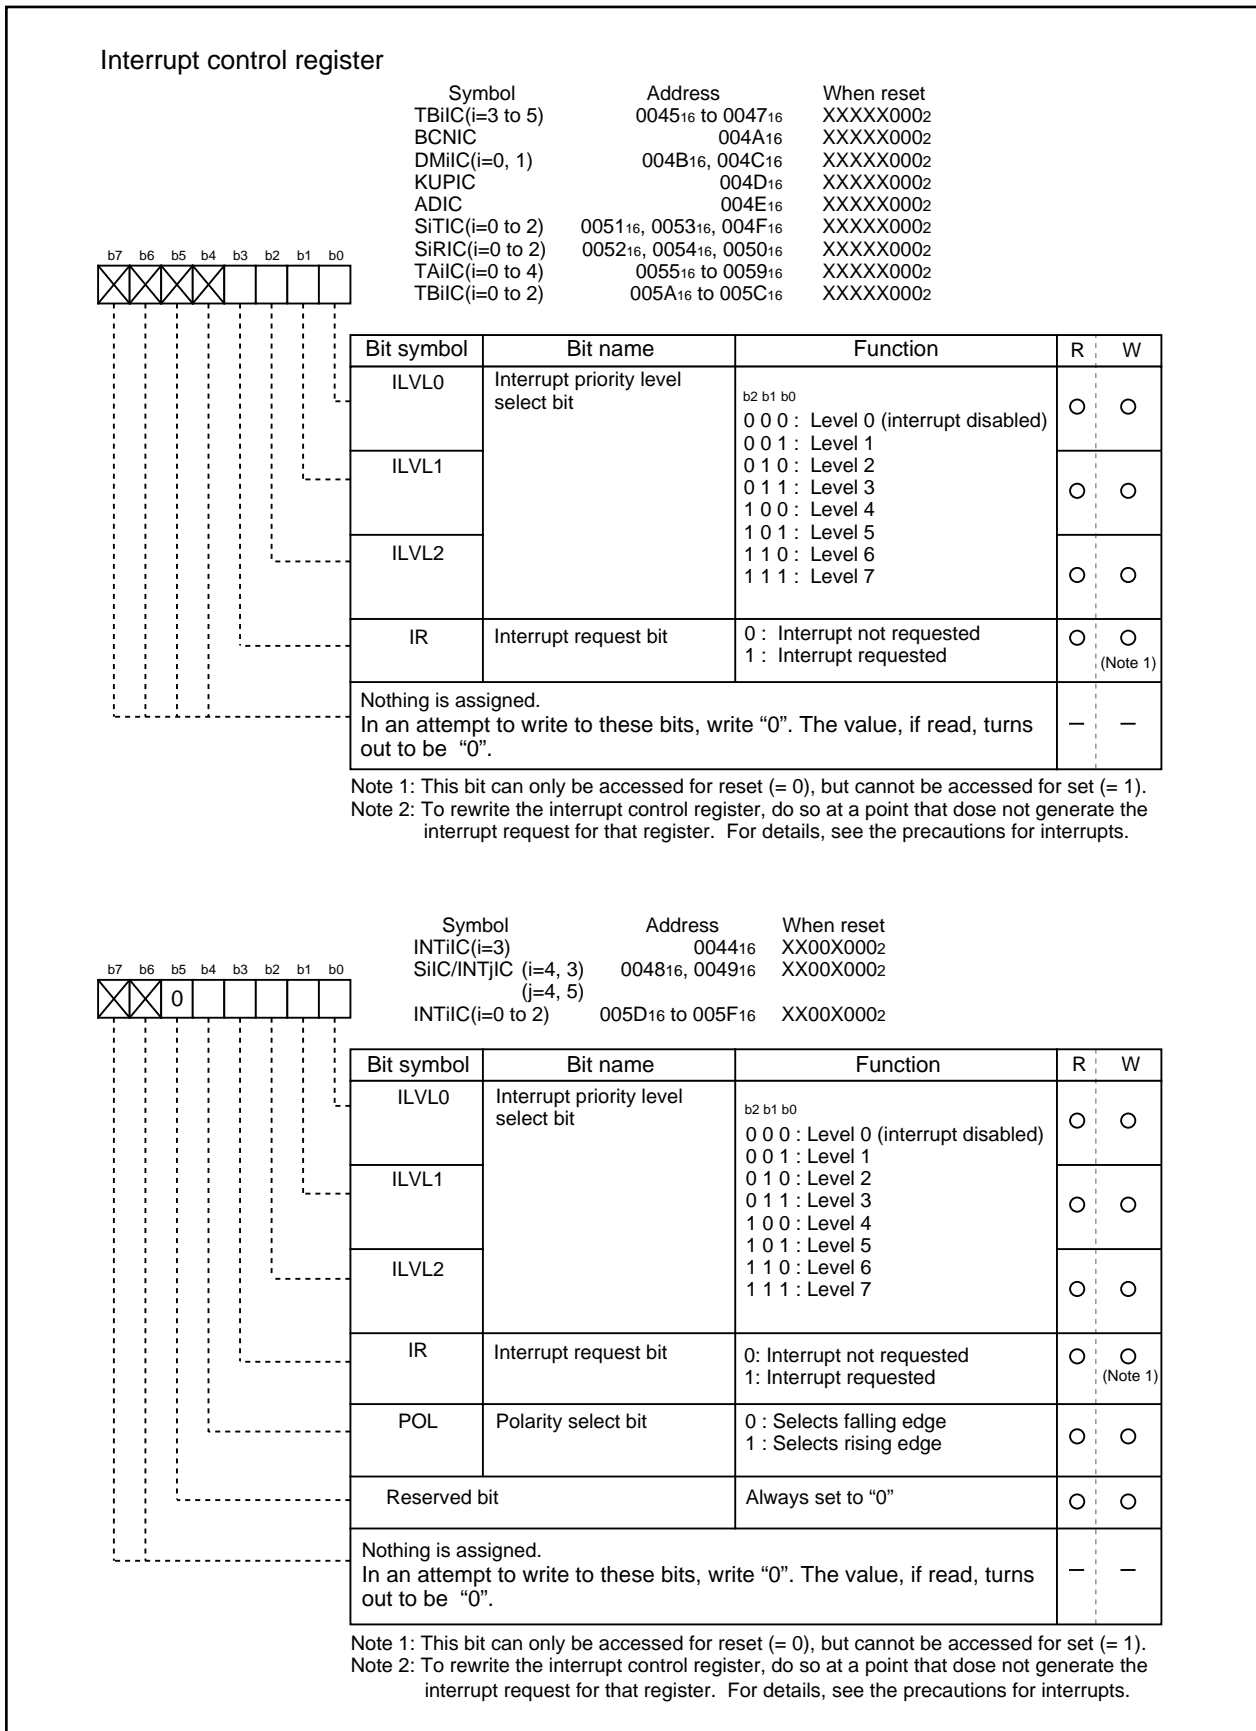 Interrupt control register
Symbol Address When reset
TBiIC(i=3 to 5) 004516 to 004716 XXXXX0002
BCNIC 004A16 XXXXX0002
DMiIC(i=0, 1) 004B16, 004C16 XXXXX0002
KUPIC 004D16 XXXXX0002
ADIC 004E16 XXXXX0002
SiTIC(i=0 to 2) 005116, 005316, 004F16 XXXXX0002
SiRIC(i=0 to 2) 005216, 005416, 005016 XXXXX0002
TAiIC(i=0 to 4) 005516 to 005916 XXXXX0002
TBiIC(i=0 to 2) 005A16 to 005C16 XXXXX0002
b7 b6 b5 b4 b3 b2 b1 b0
Bit symbol Bit name Function R W
ILVL0 Interrupt priority level
select bit
b2 b1 b0
0 0 0 : Level 0 (interrupt disabled)
0 0 1 : Level 1
ILVL1 0 1 0 : Level 2
0 1 1 : Level 3
1 0 0 : Level 4
1 0 1 : Level 5
ILVL2 1 1 0 : Level 6
1 1 1 : Level 7
IR Interrupt request bit 0 : Interrupt not requested
1 : Interrupt requested
(Note 1)
Nothing is assigned.
In an attempt to write to these bits, write “0”. The value, if read, turns
out to be “0”.
Note 1: This bit can only be accessed for reset (= 0), but cannot be accessed for set (= 1).
Note 2: To rewrite the interrupt control register, do so at a point that dose not generate the
interrupt request for that register. For details, see the precautions for interrupts.
Symbol Address When reset
INTiIC(i=3) 004416 XX00X0002
SiIC/INTjIC (i=4, 3) 004816, 004916 XX00X0002
(j=4, 5)
INTiIC(i=0 to 2) 005D16 to 005F16 XX00X0002
b7 b6 b5 b4 b3 b2 b1 b0
0
Bit symbol Bit name Function R W
ILVL0 Interrupt priority level
select bit
b2 b1 b0
0 0 0 : Level 0 (interrupt disabled)
0 0 1 : Level 1
ILVL1 0 1 0 : Level 2
0 1 1 : Level 3
1 0 0 : Level 4
1 0 1 : Level 5
ILVL2 1 1 0 : Level 6
1 1 1 : Level 7
IR Interrupt request bit 0: Interrupt not requested
1: Interrupt requested
(Note 1)
POL Polarity select bit 0 : Selects falling edge
1 : Selects rising edge
Reserved bit Always set to “0”
Nothing is assigned.
In an attempt to write to these bits, write “0”. The value, if read, turns
out to be “0”.
Note 1: This bit can only be accessed for reset (= 0), but cannot be accessed for set (= 1).
Note 2: To rewrite the interrupt control register, do so at a point that dose not generate the
interrupt request for that register. For details, see the precautions for interrupts.